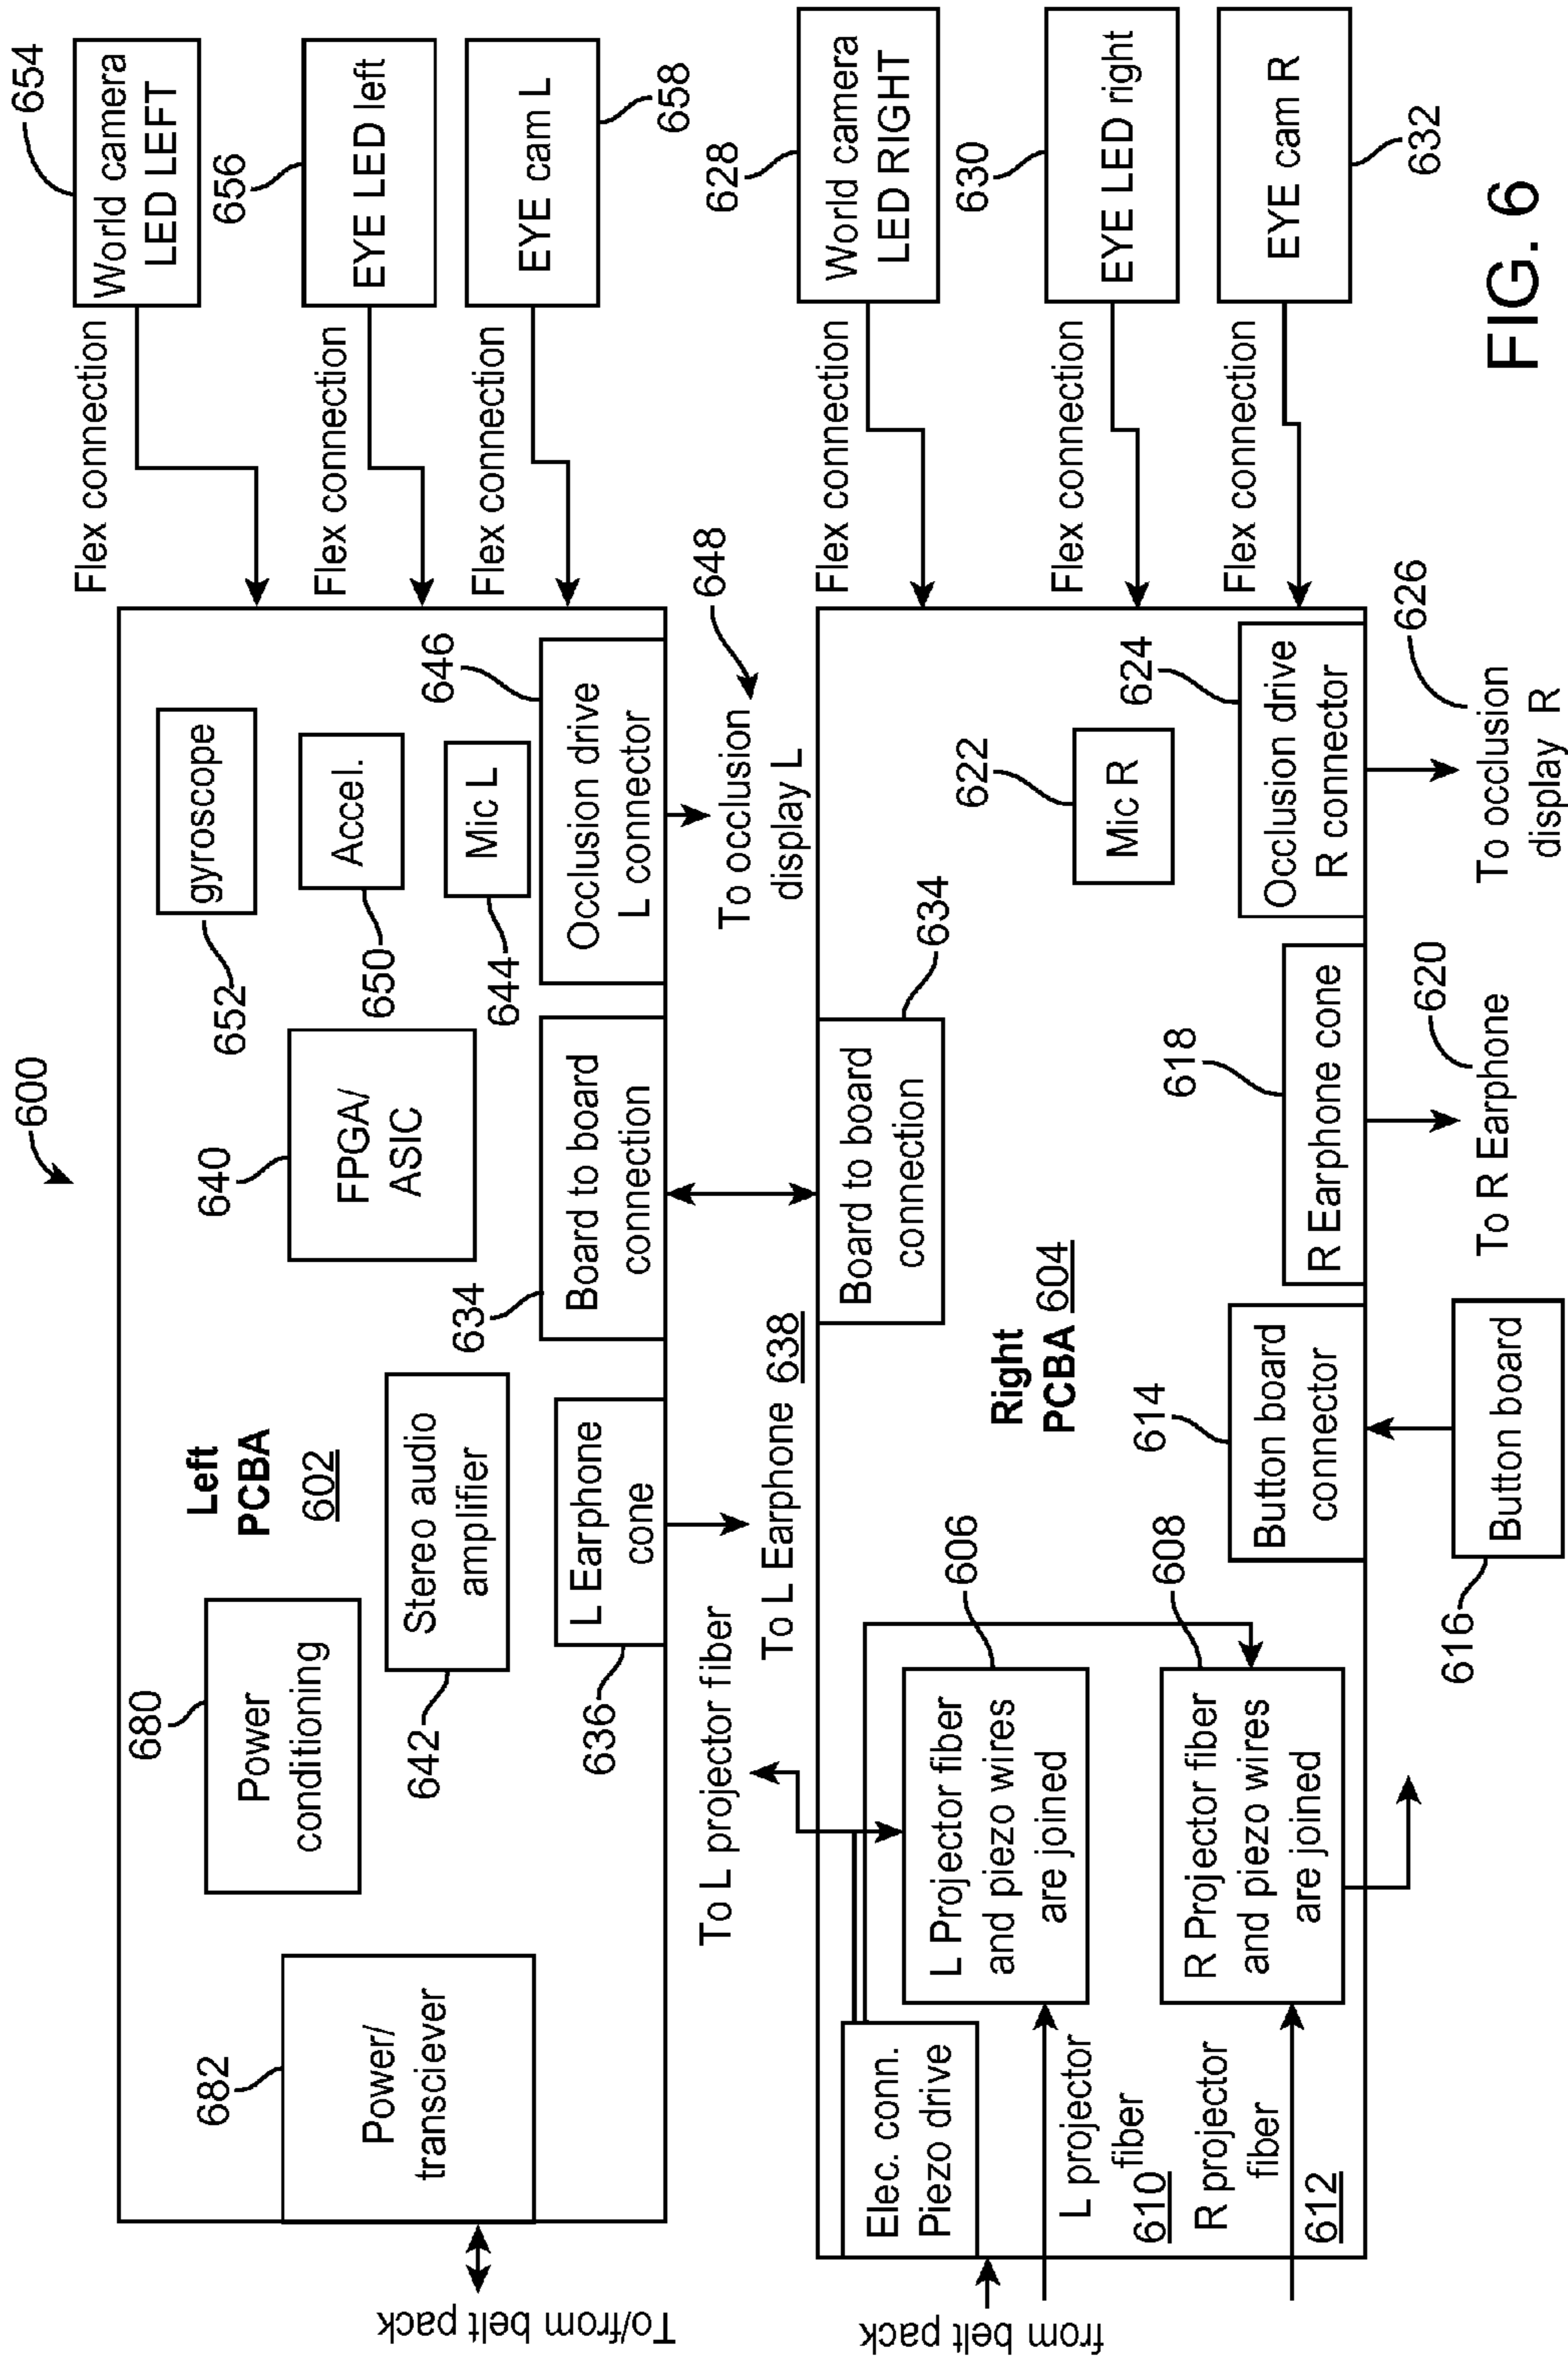 600
Left
PCBA
602
682
Power/
transciever
To/from belt pack
680
Power
conditioning
642
Stereo audio
amplifier
636
L Earphone
cone
To L Earphone 638
To L projector fiber
640
FPGA/
ASIC
634
Board to board
connection
652
gyroscope
650
Accel.
644
Mic L
646
Occlusion drive
L connector
648
To occlusion
display L
654
World camera
LED LEFT
Flex connection
656
EYE LED left
Flex connection
658
EYE cam L
Flex connection
Right
PCBA 604
634
Board to board
connection
from belt pack
Elec. conn.
Piezo drive
L projector
fiber
610
R projector
fiber
612
606
L Projector fiber
and piezo wires
are joined
608
R Projector fiber
and piezo wires
are joined
614
Button board
connector
616
Button board
618
R Earphone cone
620
To R Earphone
622
Mic R
624
Occlusion drive
R connector
626
To occlusion
display R
628
World camera
LED RIGHT
Flex connection
630
EYE LED right
Flex connection
632
EYE cam R
Flex connection
FIG. 6